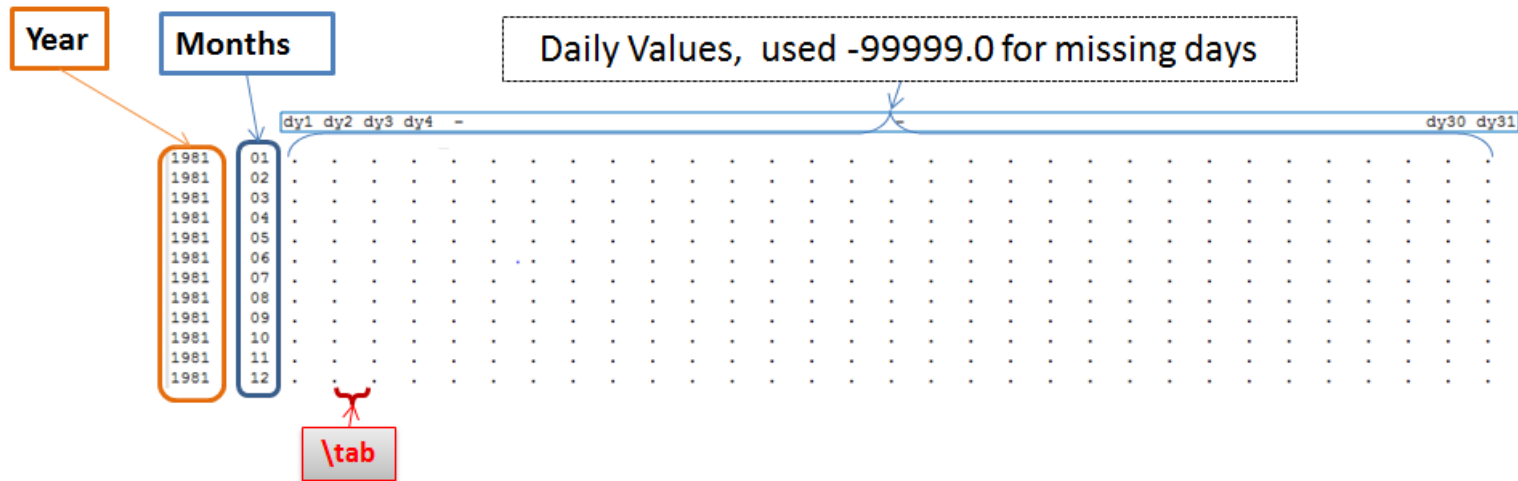 Year
Months
Daily Values, used -99999.0 for missing days
dy1 dy2 dy3 dy4 - - dy30 dy31
1981 01 . . . . . . . . . . . . . . . . . . . . . . . . . . . . . . .
1981 02 . . . . . . . . . . . . . . . . . . . . . . . . . . . . . . .
1981 03 . . . . . . . . . . . . . . . . . . . . . . . . . . . . . . .
1981 04 . . . . . . . . . . . . . . . . . . . . . . . . . . . . . . .
1981 05 . . . . . . . . . . . . . . . . . . . . . . . . . . . . . . .
1981 06 . . . . . . . . . . . . . . . . . . . . . . . . . . . . . . .
1981 07 . . . . . . . . . . . . . . . . . . . . . . . . . . . . . . .
1981 08 . . . . . . . . . . . . . . . . . . . . . . . . . . . . . . .
1981 09 . . . . . . . . . . . . . . . . . . . . . . . . . . . . . . .
1981 10 . . . . . . . . . . . . . . . . . . . . . . . . . . . . . . .
1981 11 . . . . . . . . . . . . . . . . . . . . . . . . . . . . . . .
1981 12 . . . . . . . . . . . . . . . . . . . . . . . . . . . . . . .
\tab